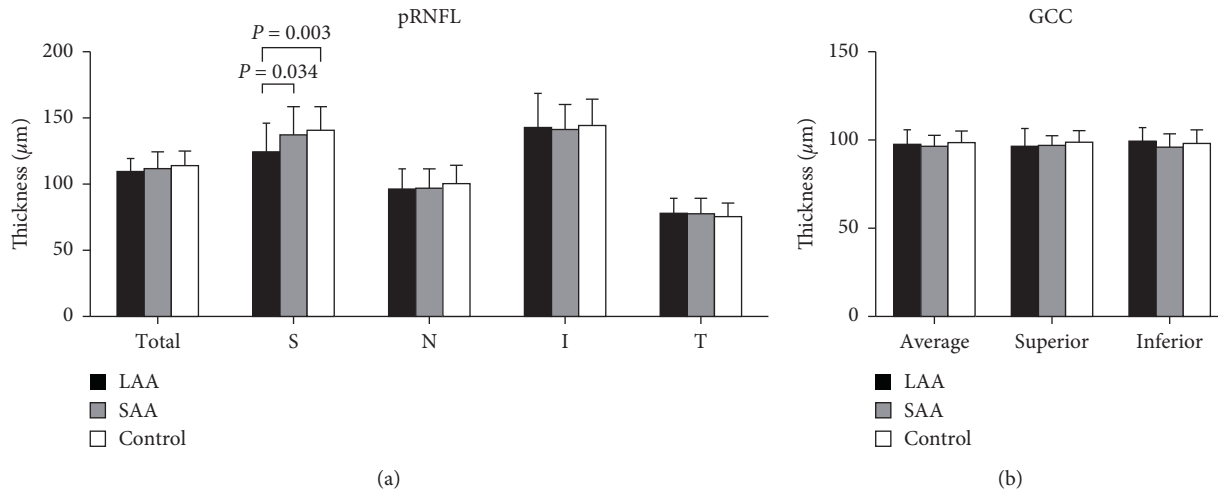 pRNFL
200
150
100
50
0
Thickness (μm)
P = 0.003
P = 0.034
Total S N I T
LAA
SAA
Control
(a)
GCC
150
100
50
0
Thickness (μm)
Average Superior Inferior
LAA
SAA
Control
(b)